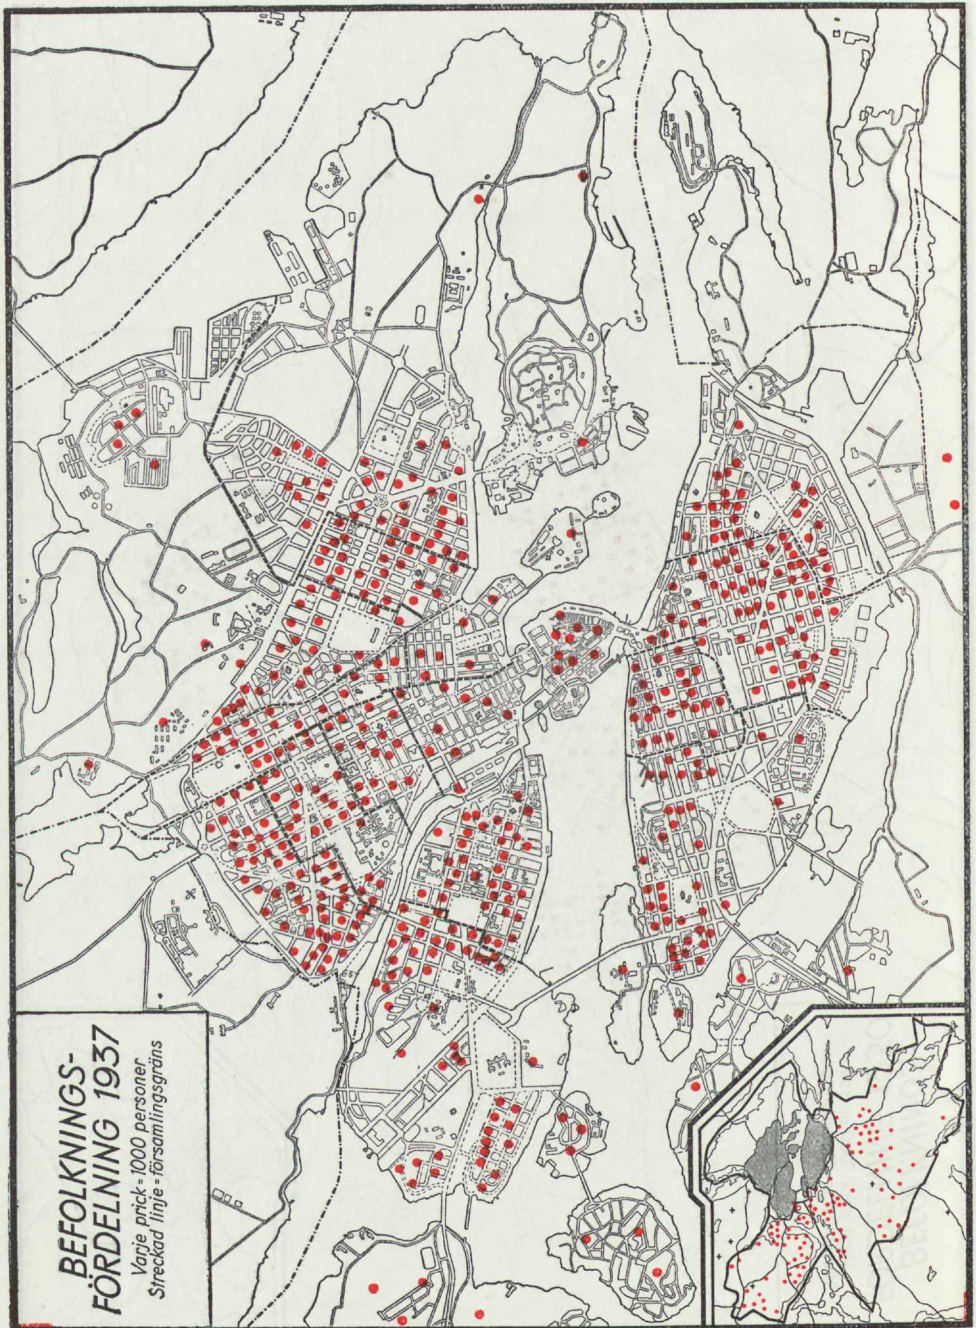 BEFOLKNINGS-
FÖRDELNING 1937
Varje prick = 1000 personer
Streckad linje = församlingsgräns